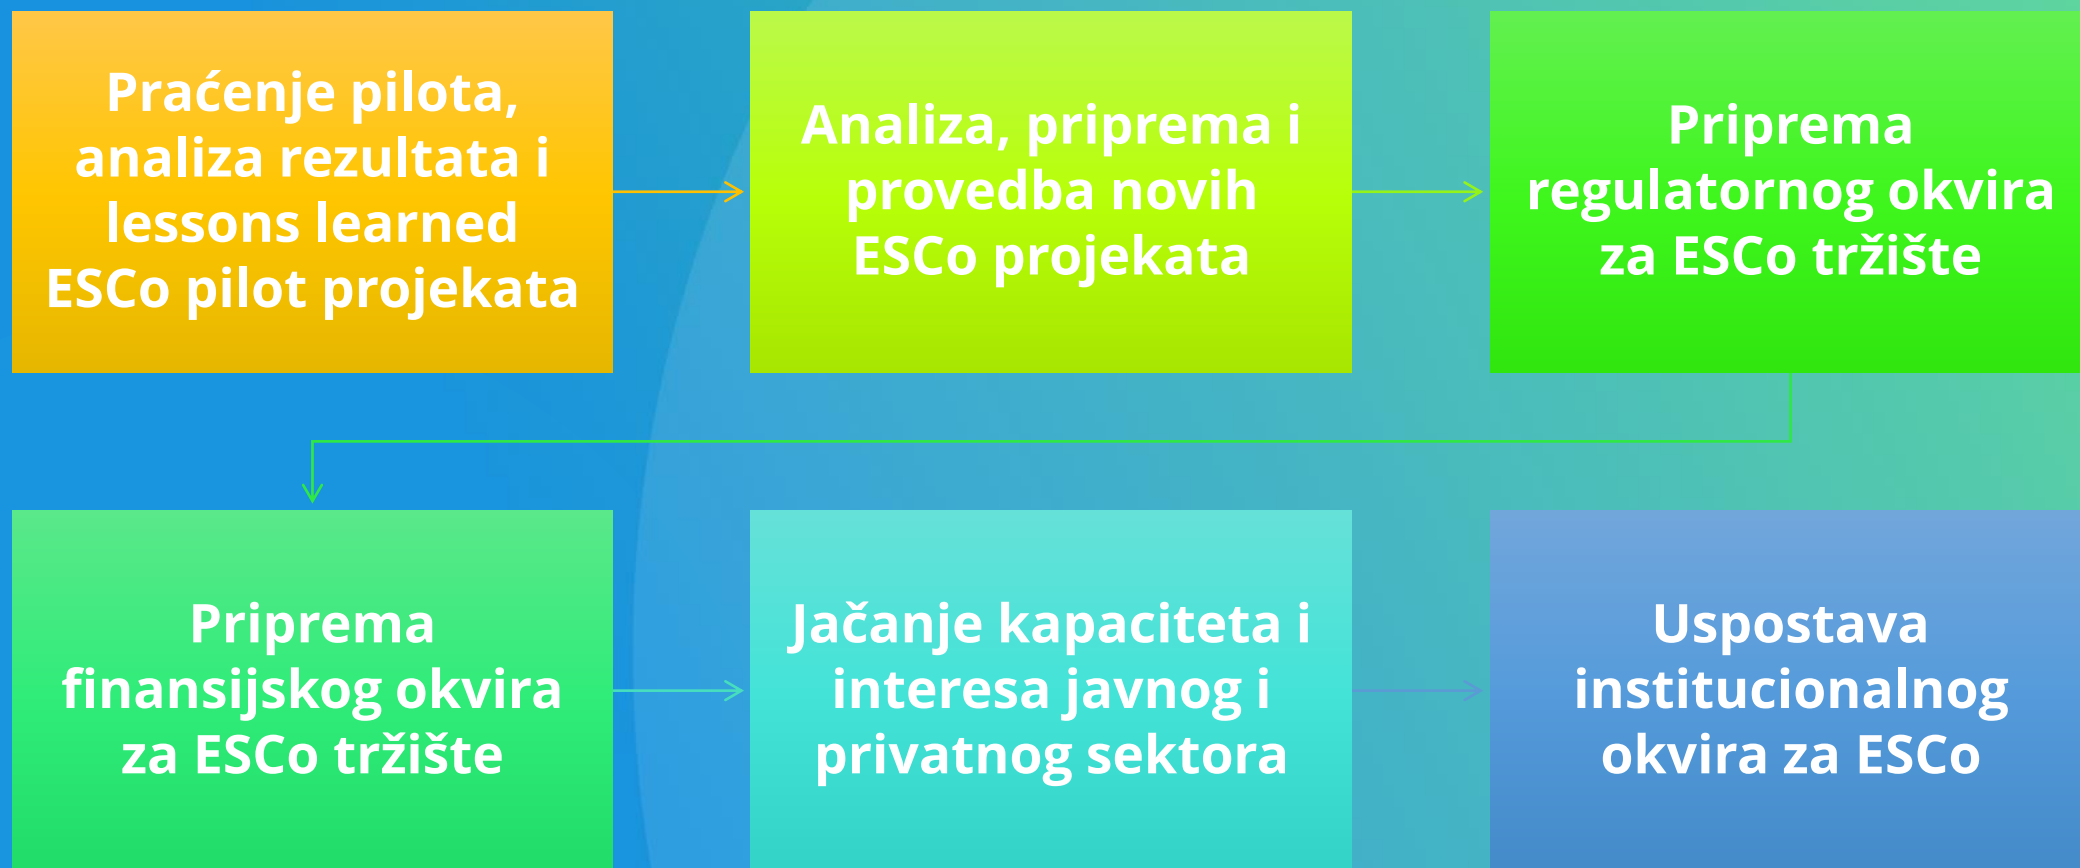 Praćenje pilota,
analiza rezultata i
lessons learned
ESCo pilot projekata
Analiza, priprema i
provedba novih
ESCo projekata
Priprema
regulatornog okvira
za ESCo tržište
Priprema
finansijskog okvira
za ESCo tržište
Jačanje kapaciteta i
interesa javnog i
privatnog sektora
Uspostava
institucionalnog
okvira za ESCo